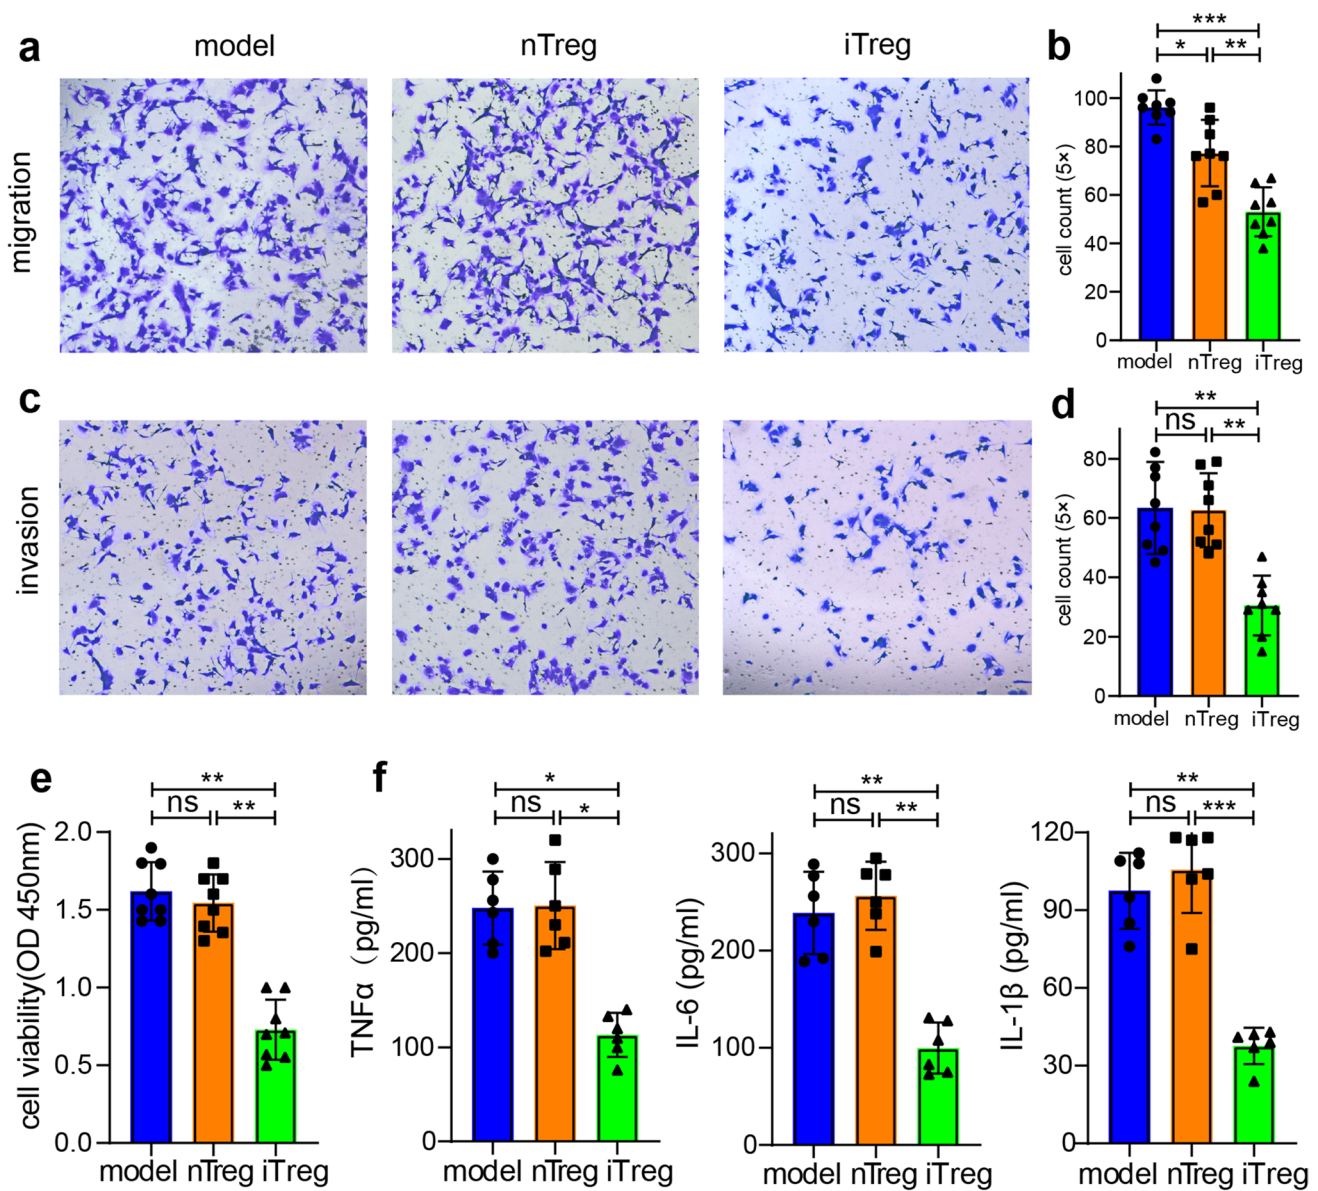 a
model
nTreg
iTreg
migration
b
***
*
**
cell count (5×)
100
80
60
40
20
0
model
nTreg
iTreg
c
invasion
d
**
ns
**
cell count (5×)
80
60
40
20
0
model
nTreg
iTreg
e
**
ns
**
cell viability(OD 450nm)
2.0
1.5
1.0
0.5
0.0
model
nTreg
iTreg
f
*
ns
*
TNFα（pg/ml）
300
200
100
0
model
nTreg
iTreg
**
ns
**
IL-6 (pg/ml)
300
200
100
0
model
nTreg
iTreg
**
ns
***
IL-1β (pg/ml)
120
90
60
30
0
model
nTreg
iTreg